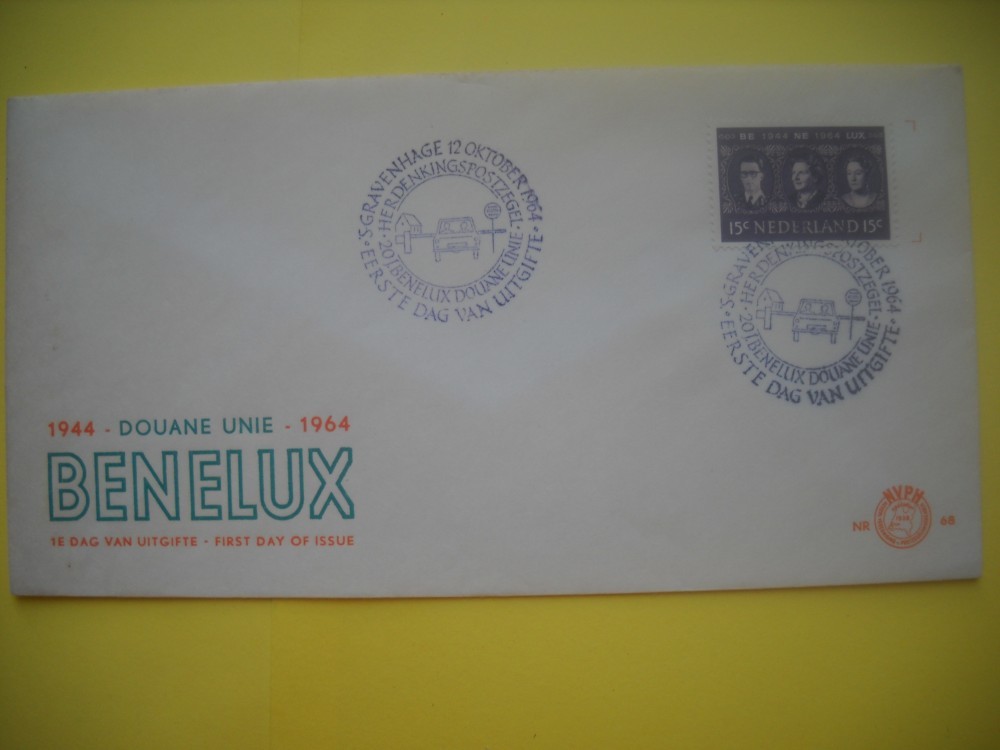 'S-GRAVENHAGE 12 OKTOBER 1964
HERDENKINGSPOSTZEGEL
20 J. BENELUX DOUANE UNIE
EERSTE DAG VAN UITGIFTE
BE 1944 NE 1964 LUX
15c NEDERLAND 15c
'S-GRAVEN OKTOBER 1964
HERDENKINGSPOSTZEGEL
20 J. BENELUX DOUANE UNIE
EERSTE DAG VAN UITGIFTE
1944 - DOUANE UNIE - 1964
BENELUX
1E DAG VAN UITGIFTE - FIRST DAY OF ISSUE
NVPH
NR 68